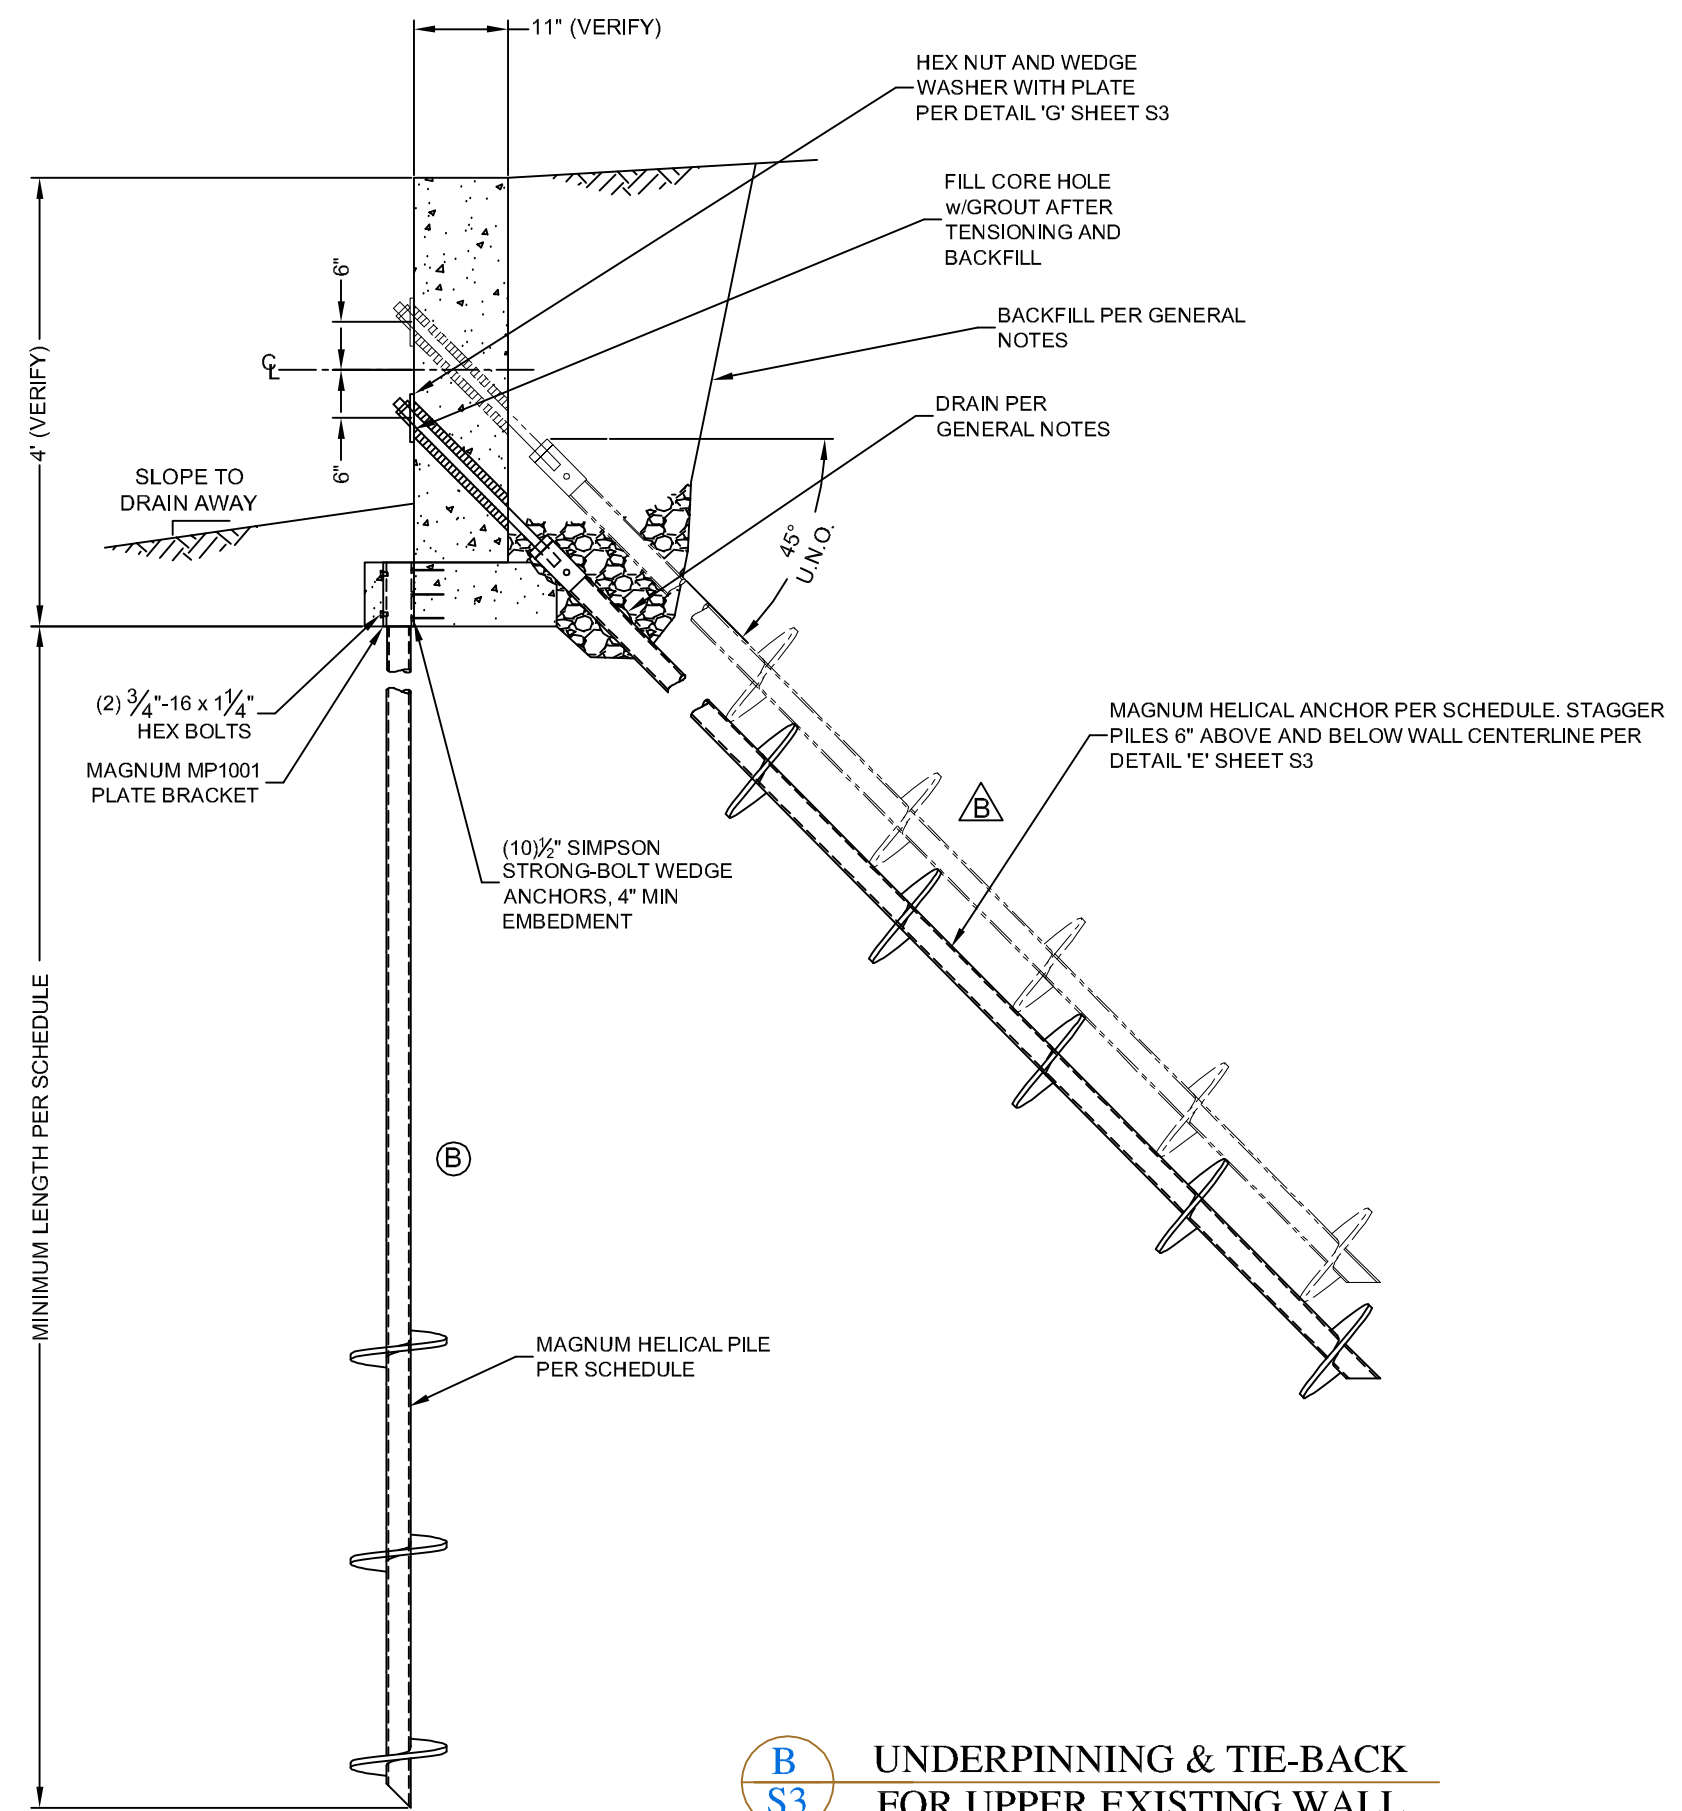 11" (VERIFY)
HEX NUT AND WEDGE
WASHER WITH PLATE
PER DETAIL 'G' SHEET S3
FILL CORE HOLE
w/GROUT AFTER
TENSIONING AND
BACKFILL
6"
BACKFILL PER GENERAL
NOTES
4' (VERIFY)
℄
DRAIN PER
GENERAL NOTES
6"
SLOPE TO
DRAIN AWAY
45°
U.N.O.
(2) 3/4"-16 x 1 1/4"
HEX BOLTS
MAGNUM MP1001
PLATE BRACKET
MAGNUM HELICAL ANCHOR PER SCHEDULE. STAGGER
PILES 6" ABOVE AND BELOW WALL CENTERLINE PER
DETAIL 'E' SHEET S3
B
(10)1/2" SIMPSON
STRONG-BOLT WEDGE
ANCHORS, 4" MIN
EMBEDMENT
MINIMUM LENGTH PER SCHEDULE
B
MAGNUM HELICAL PILE
PER SCHEDULE
B
S3
UNDERPINNING & TIE-BACK
FOR UPPER EXISTING WALL